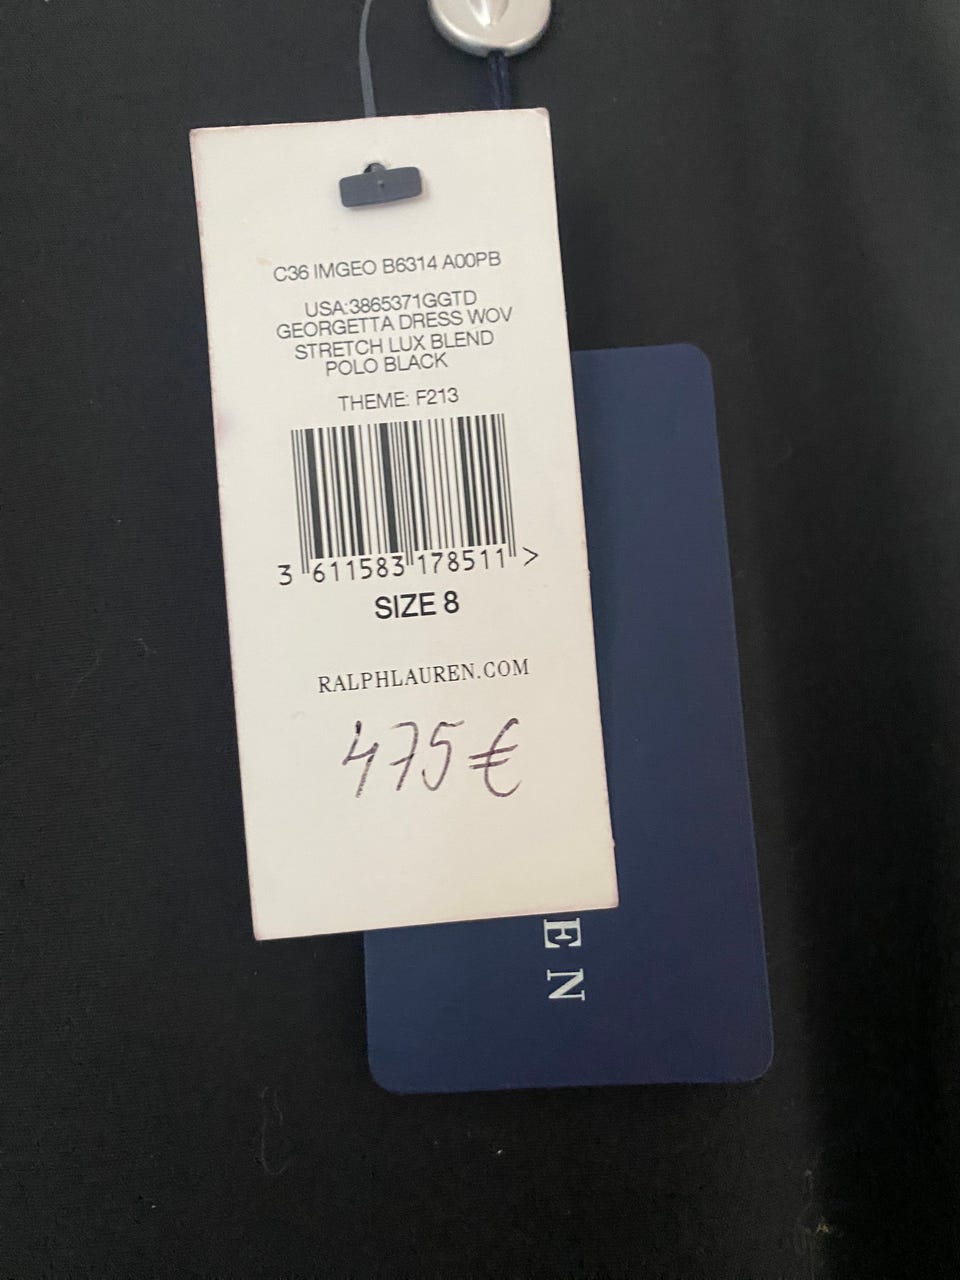 C36 IMGEO B6314 A00PB
USA:3865371GGTD
GEORGETTA DRESS WOV
STRETCH LUX BLEND
POLO BLACK
THEME: F213
3 611583 178511 >
SIZE 8
RALPHLAUREN.COM
475€
EN